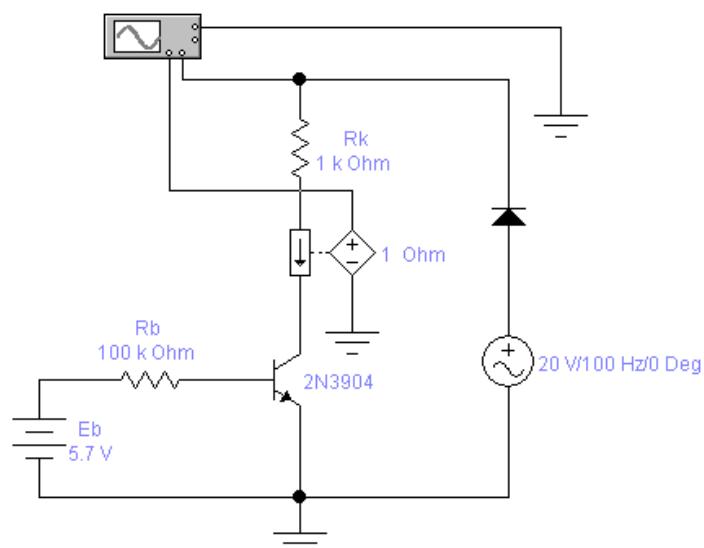 Rk
1 k Ohm
1 Ohm
Rb
100 k Ohm
2N3904
20 V/100 Hz/0 Deg
Eb
5.7 V